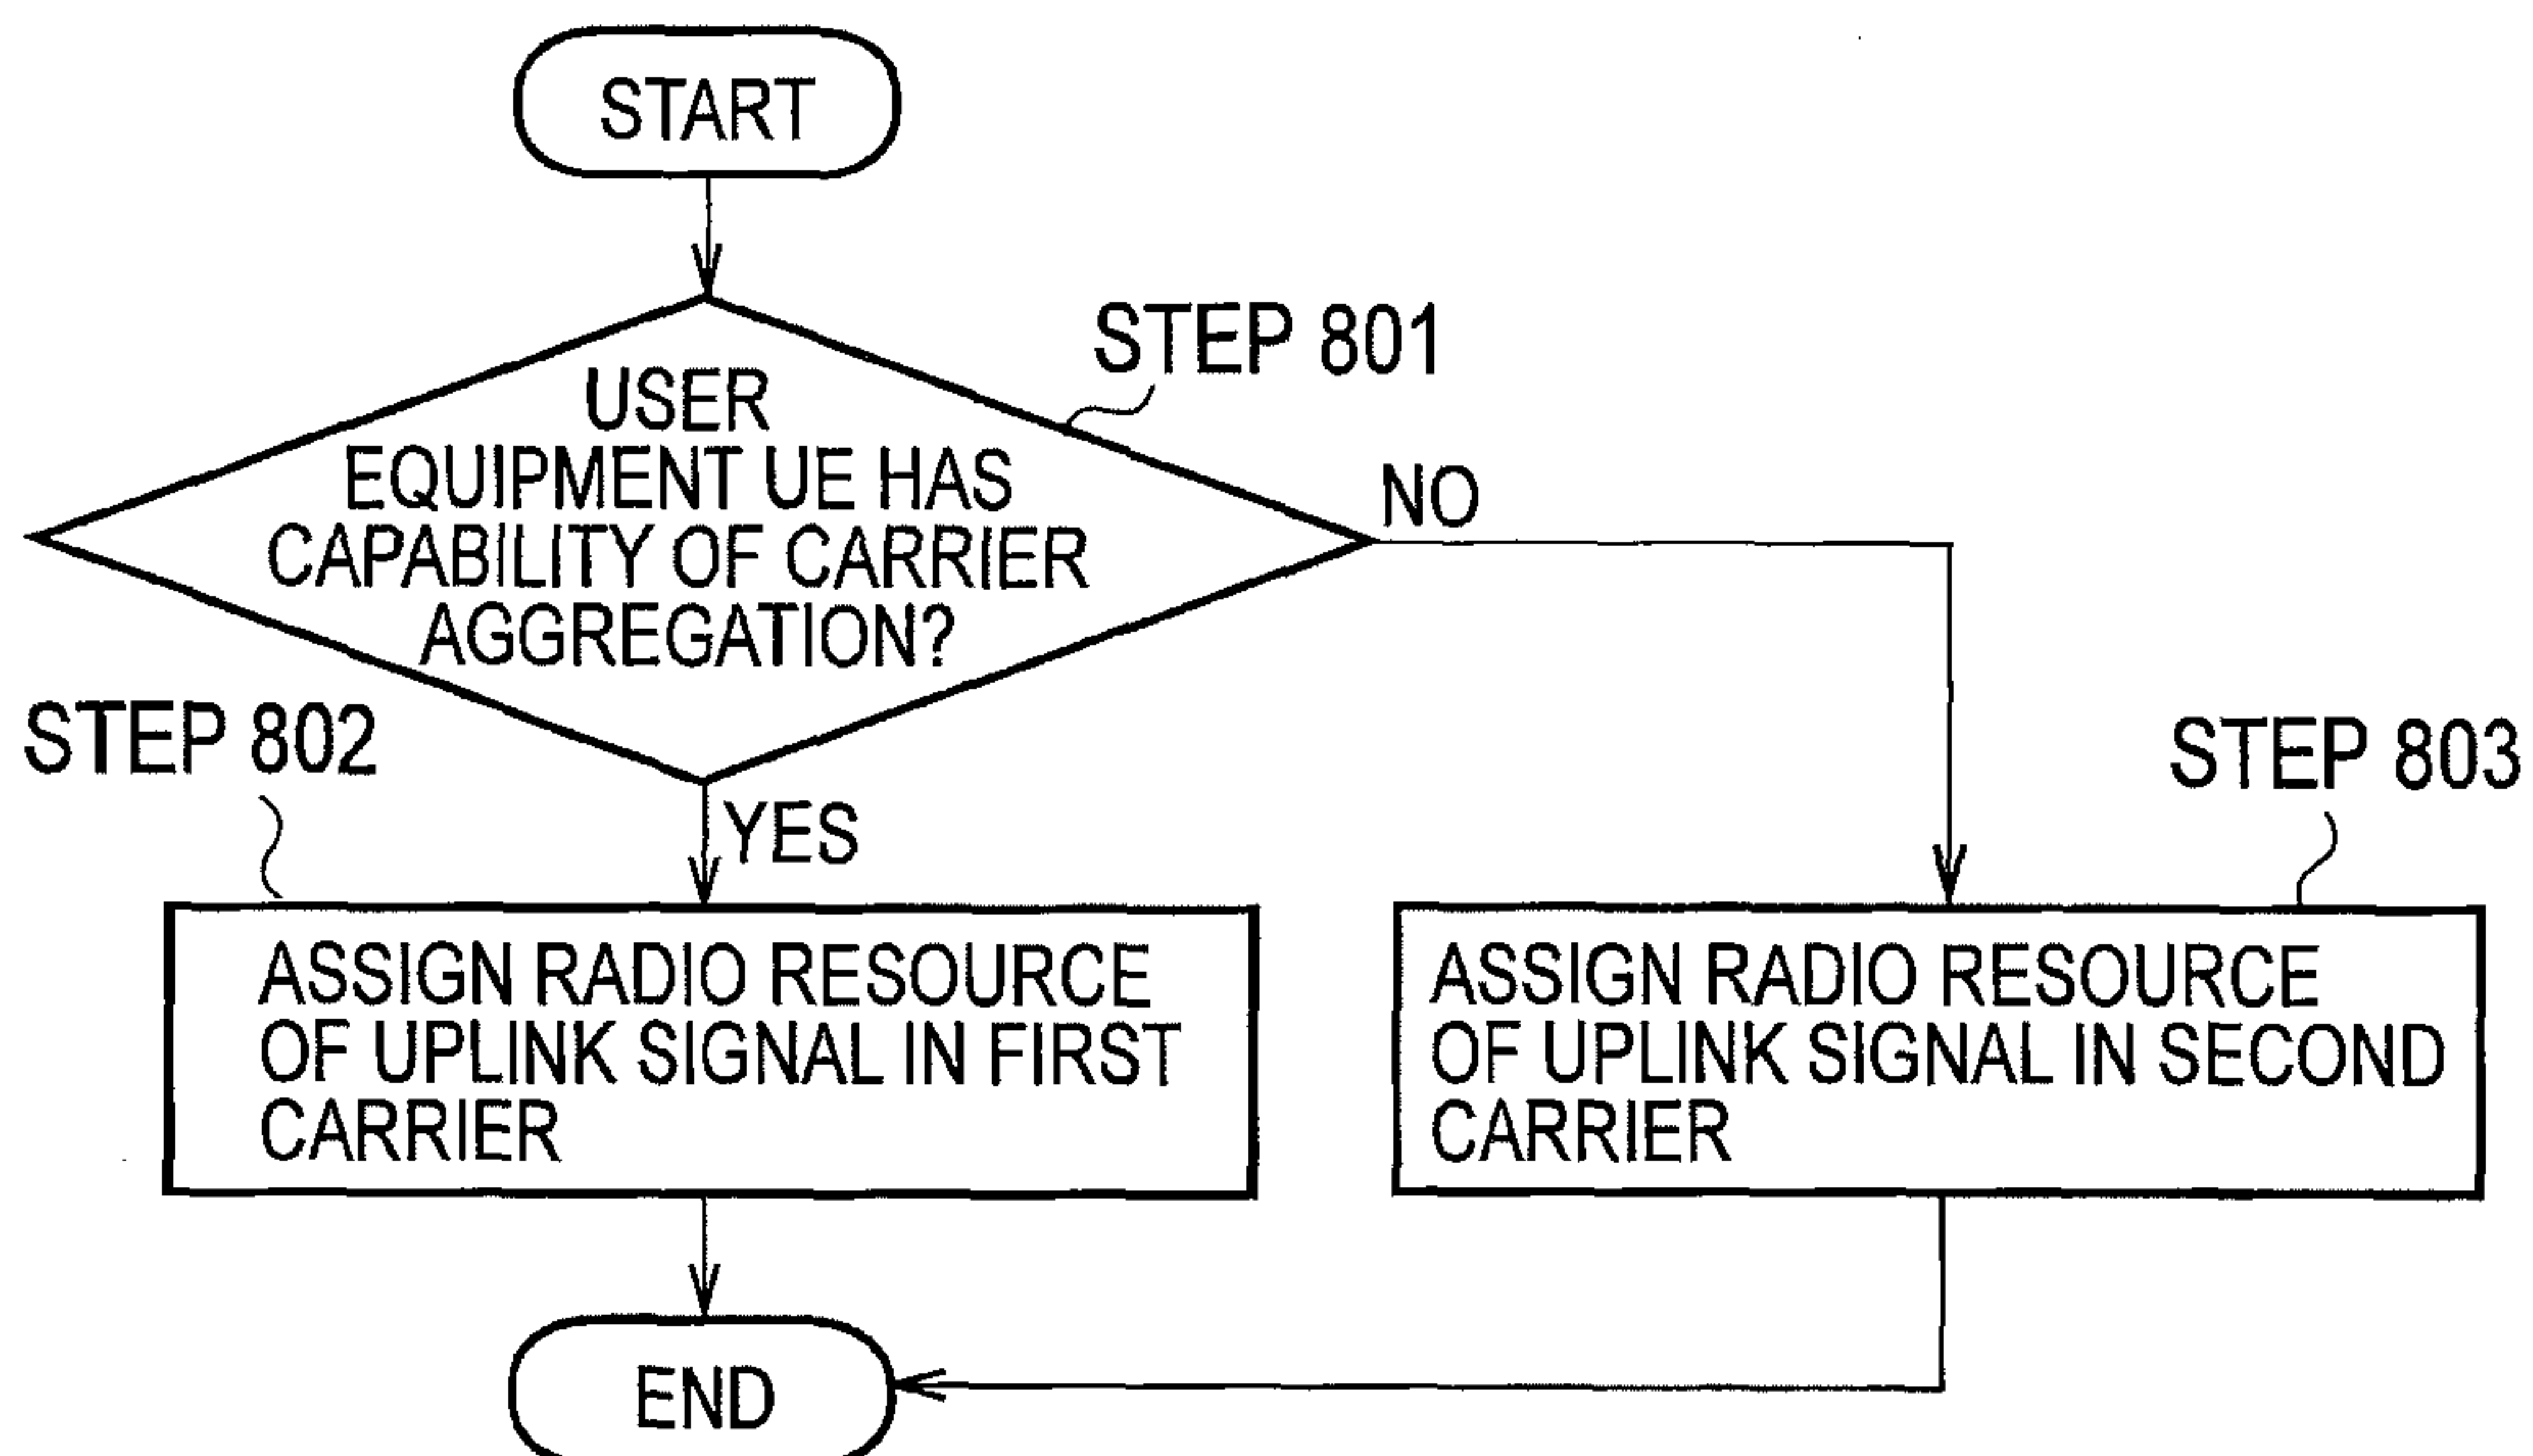 START
STEP 801
USER
EQUIPMENT UE HAS
CAPABILITY OF CARRIER
AGGREGATION?
NO
STEP 802
YES
STEP 803
ASSIGN RADIO RESOURCE
OF UPLINK SIGNAL IN FIRST
CARRIER
ASSIGN RADIO RESOURCE
OF UPLINK SIGNAL IN SECOND
CARRIER
END